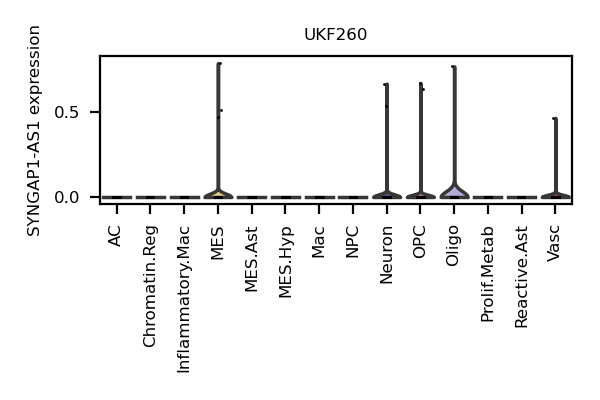 UKF260
SYNGAP1-AS1 expression
0.5
0.0
AC
Chromatin.Reg
Inflammatory.Mac
MES
MES.Ast
MES.Hyp
Mac
NPC
Neuron
OPC
Oligo
Prolif.Metab
Reactive.Ast
Vasc